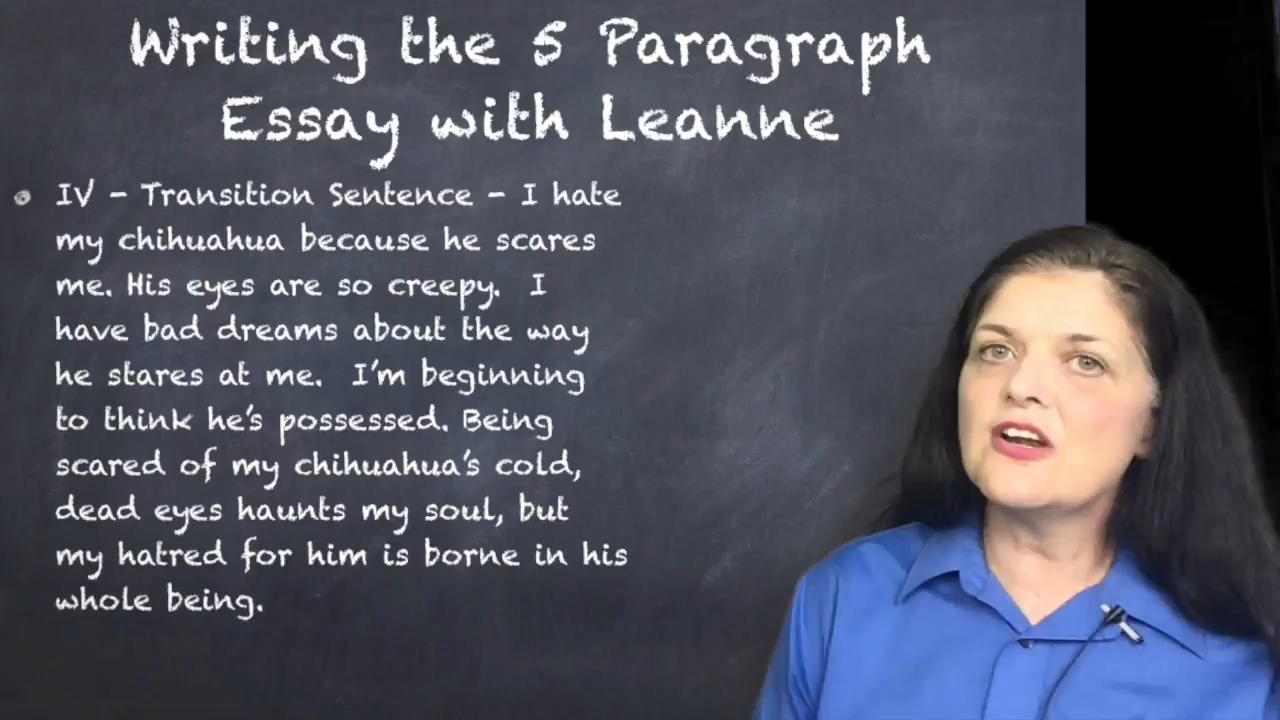 Writing the 5 Paragraph
Essay with Leanne
IV - Transition Sentence - I hate
my chihuahua because he scares
me. His eyes are so creepy.  I
have bad dreams about the way
he stares at me.  I'm beginning
to think he's possessed. Being
scared of my chihuahua's cold,
dead eyes haunts my soul, but
my hatred for him is borne in his
whole being.